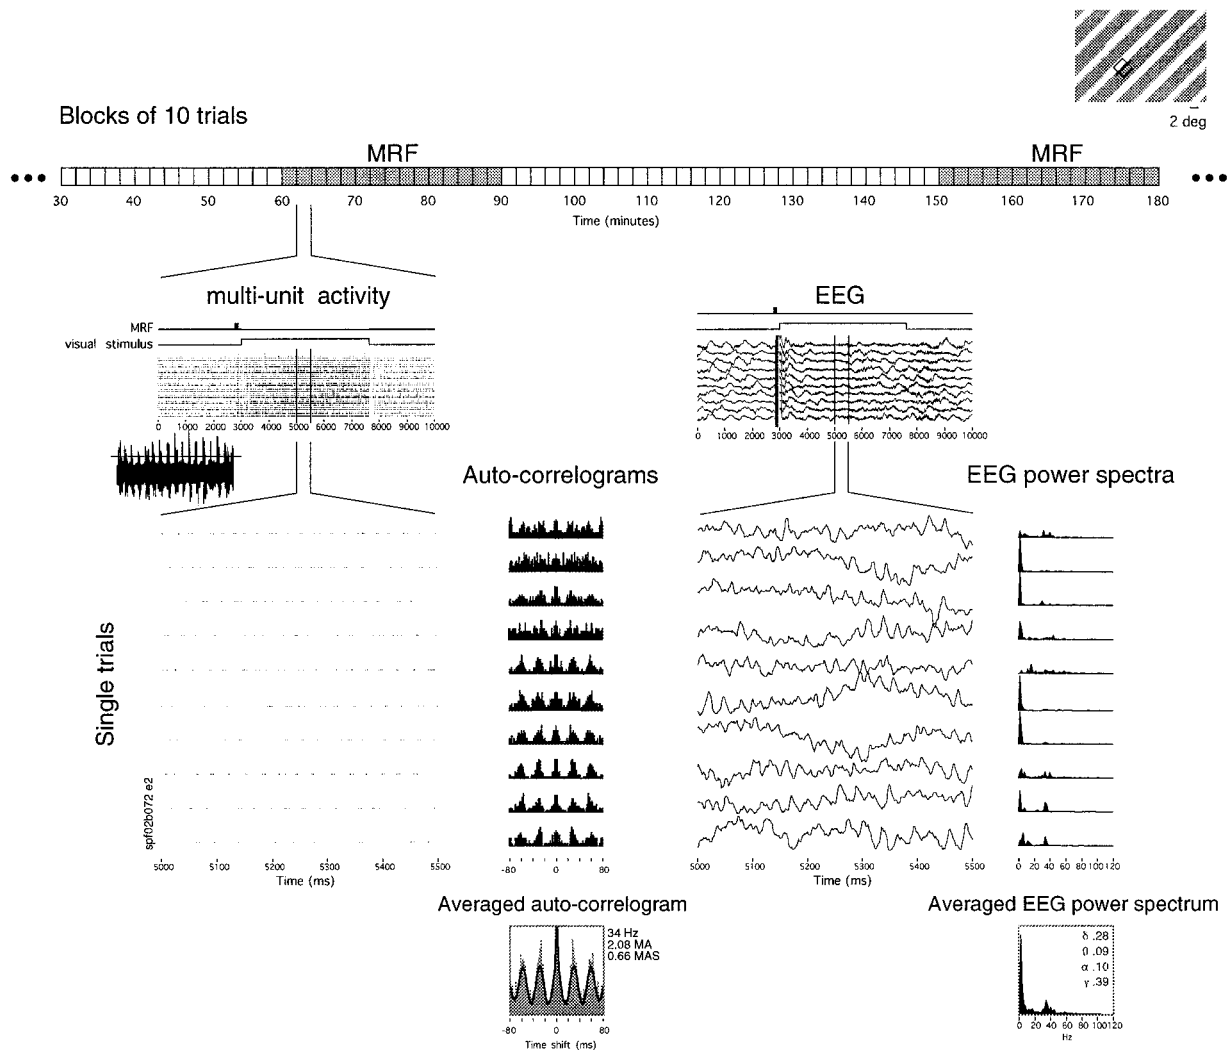 2 deg
Blocks of 10 trials
MRF MRF
30 40 50 60 70 80 90 100 110 120 130 140 150 160 170 180
Time (minutes)
multi-unit activity
EEG
MRF
visual stimulus
0 1000 2000 3000 4000 5000 6000 7000 8000 9000 10000
0 1000 2000 3000 4000 5000 6000 7000 8000 9000 10000
Auto-correlograms
EEG power spectra
Single trials
spf02b072 e2
5000 5100 5200 5300 5400 5500
Time (ms)
-80 0 80
5000 5100 5200 5300 5400 5500
Time (ms)
0 20 40 60 80 100 120
Averaged auto-correlogram
34 Hz
2.08 MA
0.66 MAS
-80 0 80
Time shift (ms)
Averaged EEG power spectrum
δ .28
.09
α .10
γ .39
0 20 40 60 80 100120
Hz